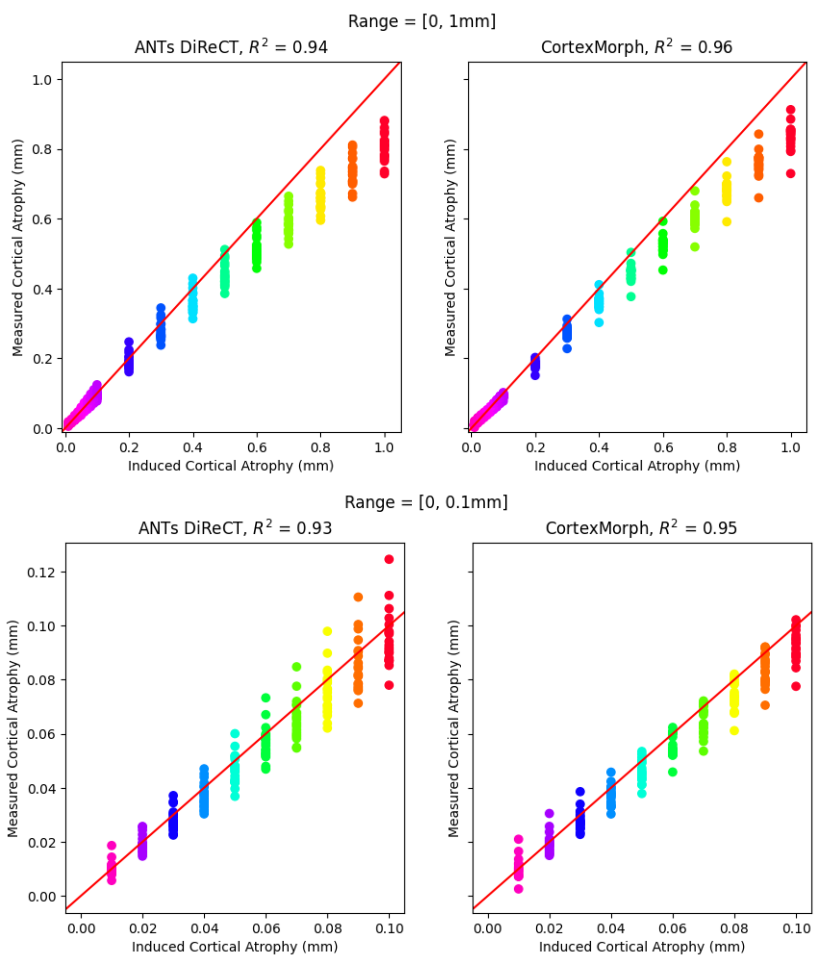 Range = [0, 1mm]
ANTs DiReCT, R² = 0.94
CortexMorph, R² = 0.96
1.0
0.8
0.6
0.4
0.2
0.0
Measured Cortical Atrophy (mm)
0.0 0.2 0.4 0.6 0.8 1.0
Induced Cortical Atrophy (mm)
Measured Cortical Atrophy (mm)
0.0 0.2 0.4 0.6 0.8 1.0
Induced Cortical Atrophy (mm)
Range = [0, 0.1mm]
ANTs DiReCT, R² = 0.93
CortexMorph, R² = 0.95
0.12
0.10
0.08
0.06
0.04
0.02
0.00
Measured Cortical Atrophy (mm)
0.00 0.02 0.04 0.06 0.08 0.10
Induced Cortical Atrophy (mm)
Measured Cortical Atrophy (mm)
0.00 0.02 0.04 0.06 0.08 0.10
Induced Cortical Atrophy (mm)